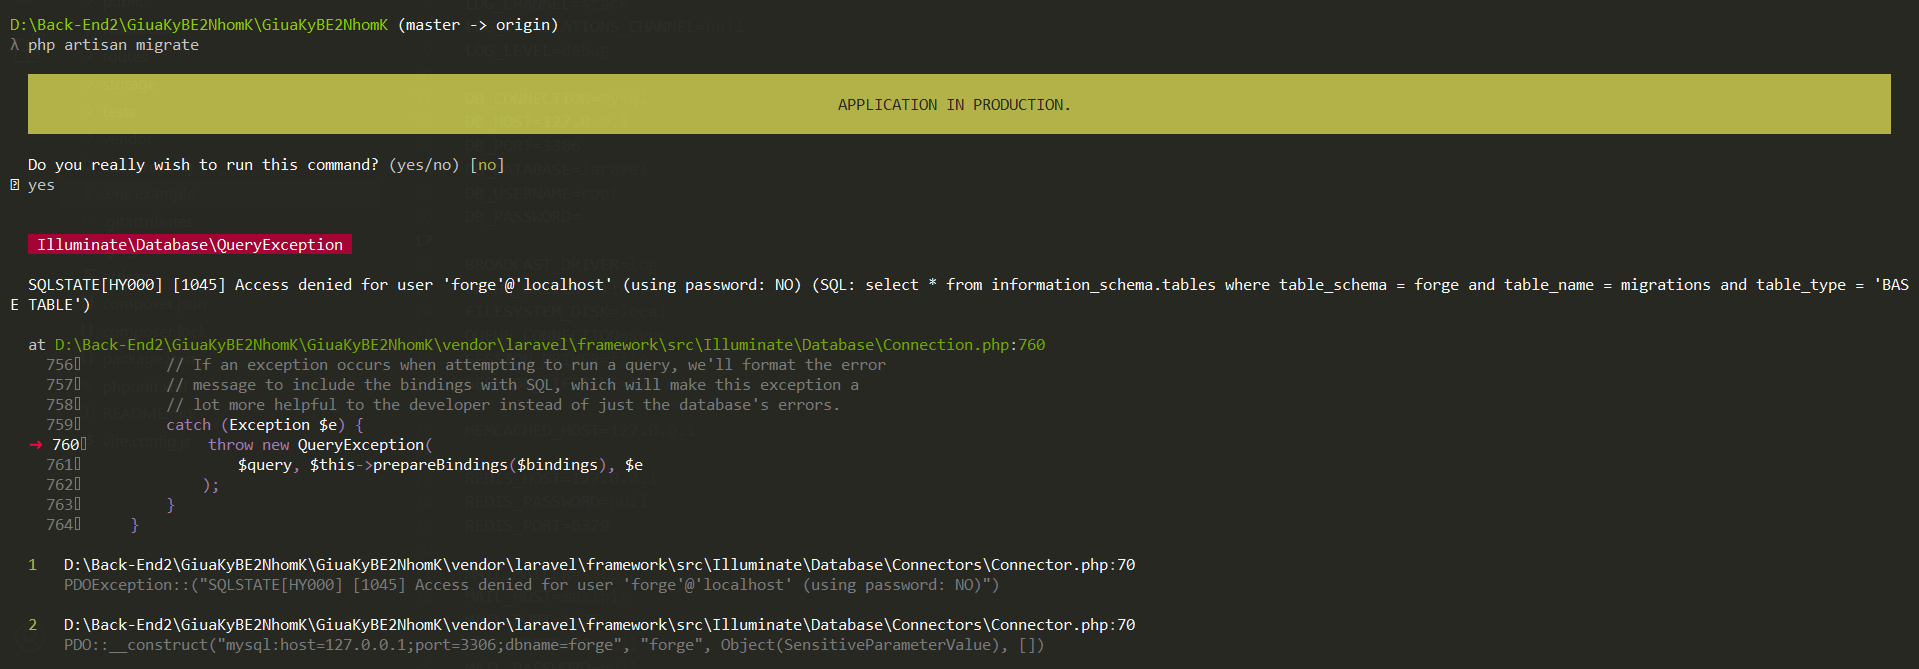 D:\Back-End2\GiuaKyBE2NhomK\GiuaKyBE2NhomK (master -> origin)
λ php artisan migrate
APPLICATION IN PRODUCTION.
Do you really wish to run this command? (yes/no) [no]
yes
Illuminate\Database\QueryException
SQLSTATE[HY000] [1045] Access denied for user 'forge'@'localhost' (using password: NO) (SQL: select * from information_schema.tables where table_schema = forge and table_name = migrations and table_type = 'BAS
E TABLE')
at D:\Back-End2\GiuaKyBE2NhomK\GiuaKyBE2NhomK\vendor\laravel\framework\src\Illuminate\Database\Connection.php:760
756 // If an exception occurs when attempting to run a query, we'll format the error
757 // message to include the bindings with SQL, which will make this exception a
758 // lot more helpful to the developer instead of just the database's errors.
759 catch (Exception $e) {
→ 760 throw new QueryException(
761 $query, $this->prepareBindings($bindings), $e
762 );
763 }
764 }
1 D:\Back-End2\GiuaKyBE2NhomK\GiuaKyBE2NhomK\vendor\laravel\framework\src\Illuminate\Database\Connectors\Connector.php:70
PDOException::("SQLSTATE[HY000] [1045] Access denied for user 'forge'@'localhost' (using password: NO)")
2 D:\Back-End2\GiuaKyBE2NhomK\GiuaKyBE2NhomK\vendor\laravel\framework\src\Illuminate\Database\Connectors\Connector.php:70
PDO::__construct("mysql:host=127.0.0.1;port=3306;dbname=forge", "forge", Object(SensitiveParameterValue), [])